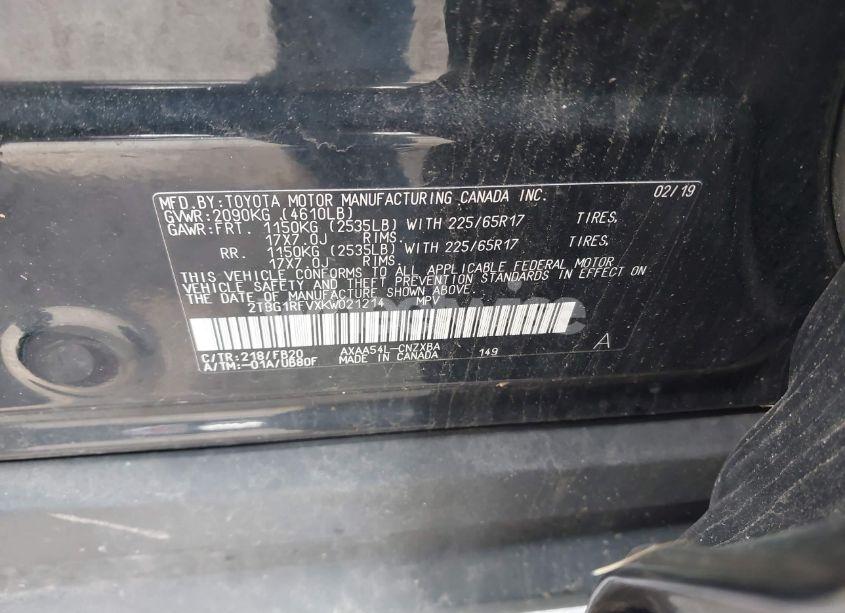 MFD.BY:TOYOTA MOTOR MANUFACTURING CANADA INC. 02/19
GVWR:2090KG (4610LB)
GAWR:FRT. 1150KG (2535LB) WITH 225/65R17 TIRES,
17X7.0J RIMS.
RR. 1150KG (2535LB) WITH 225/65R17 TIRES,
17X7.0J RIMS.
THIS VEHICLE CONFORMS TO ALL APPLICABLE FEDERAL MOTOR
VEHICLE SAFETY AND THEFT PREVENTION STANDARDS IN EFFECT ON
THE DATE OF MANUFACTURE SHOWN ABOVE.
2TBG1RFVXKW021214 MPV
C/TR:218/FB20 AXAA54L-CNZXBA A
A/TM:-01A/U680F MADE IN CANADA 149